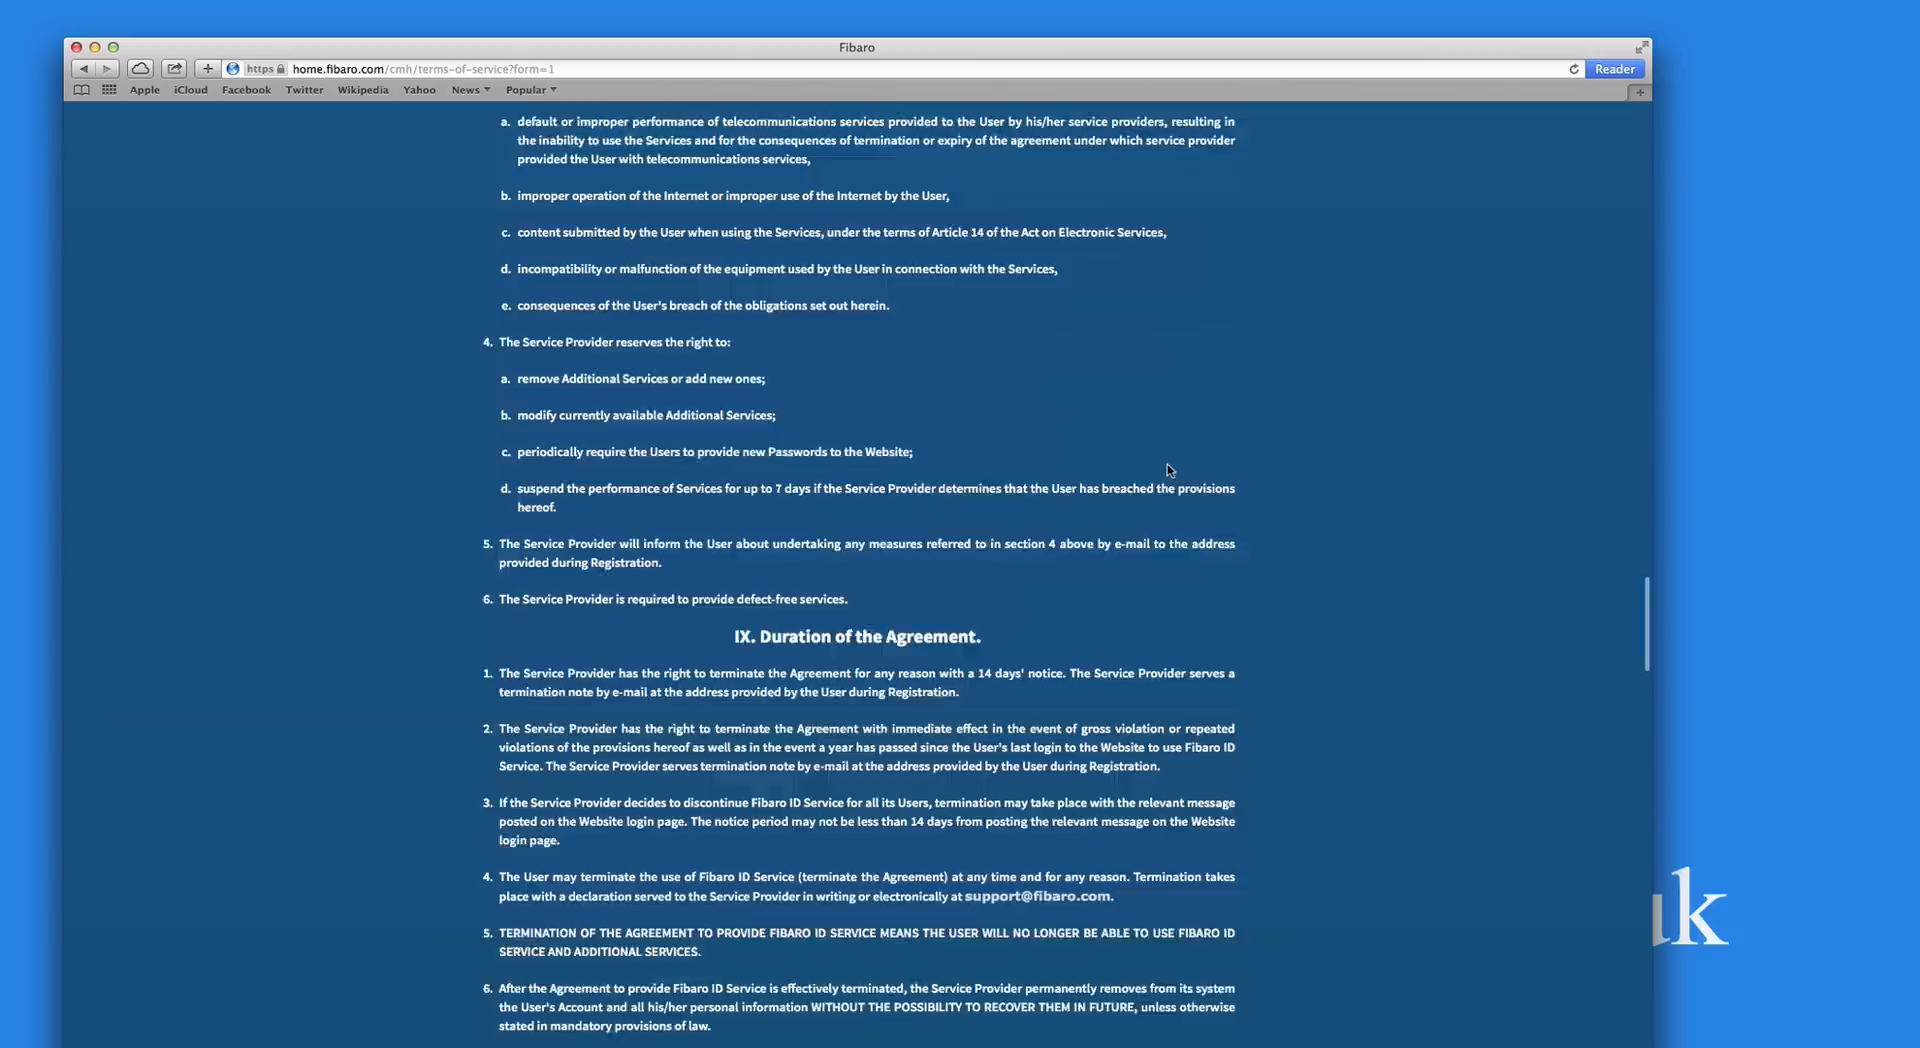 Fibaro
https home.fibaro.com/cmh/terms-of-service?form=1 Reader
Apple iCloud Facebook Twitter Wikipedia Yahoo News Popular
a. default or improper performance of telecommunications services provided to the User by his/her service providers, resulting in
the inability to use the Services and for the consequences of termination or expiry of the agreement under which service provider
provided the User with telecommunications services,
b. improper operation of the Internet or improper use of the Internet by the User,
c. content submitted by the User when using the Services, under the terms of Article 14 of the Act on Electronic Services,
d. incompatibility or malfunction of the equipment used by the User in connection with the Services,
e. consequences of the User's breach of the obligations set out herein.
4. The Service Provider reserves the right to:
a. remove Additional Services or add new ones;
b. modify currently available Additional Services;
c. periodically require the Users to provide new Passwords to the Website;
d. suspend the performance of Services for up to 7 days if the Service Provider determines that the User has breached the provisions
hereof.
5. The Service Provider will inform the User about undertaking any measures referred to in section 4 above by e-mail to the address
provided during Registration.
6. The Service Provider is required to provide defect-free services.
IX. Duration of the Agreement.
1. The Service Provider has the right to terminate the Agreement for any reason with a 14 days' notice. The Service Provider serves a
termination note by e-mail at the address provided by the User during Registration.
2. The Service Provider has the right to terminate the Agreement with immediate effect in the event of gross violation or repeated
violations of the provisions hereof as well as in the event a year has passed since the User's last login to the Website to use Fibaro ID
Service. The Service Provider serves termination note by e-mail at the address provided by the User during Registration.
3. If the Service Provider decides to discontinue Fibaro ID Service for all its Users, termination may take place with the relevant message
posted on the Website login page. The notice period may not be less than 14 days from posting the relevant message on the Website
login page.
4. The User may terminate the use of Fibaro ID Service (terminate the Agreement) at any time and for any reason. Termination takes
place with a declaration served to the Service Provider in writing or electronically at support@fibaro.com.
5. TERMINATION OF THE AGREEMENT TO PROVIDE FIBARO ID SERVICE MEANS THE USER WILL NO LONGER BE ABLE TO USE FIBARO ID
SERVICE AND ADDITIONAL SERVICES.
6. After the Agreement to provide Fibaro ID Service is effectively terminated, the Service Provider permanently removes from its system
the User's Account and all his/her personal information WITHOUT THE POSSIBILITY TO RECOVER THEM IN FUTURE, unless otherwise
stated in mandatory provisions of law.